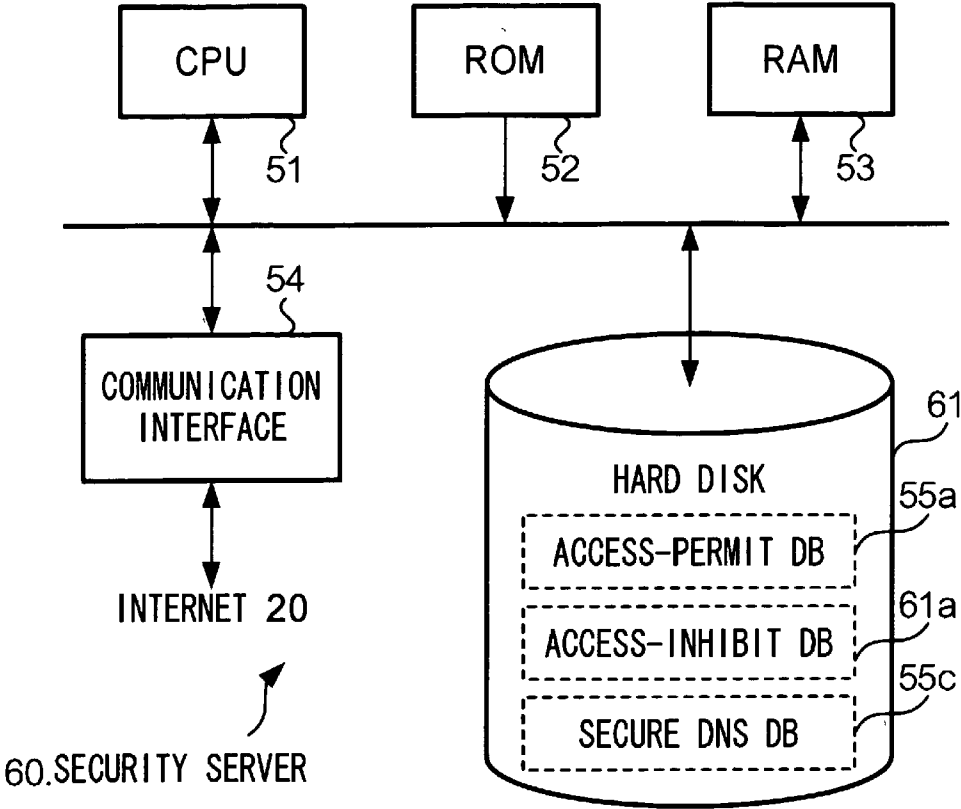 CPU
ROM
RAM
51
52
53
54
COMMUNICATION
INTERFACE
61
HARD DISK
55a
ACCESS-PERMIT DB
INTERNET 20
61a
ACCESS-INHIBIT DB
55c
SECURE DNS DB
60.SECURITY SERVER